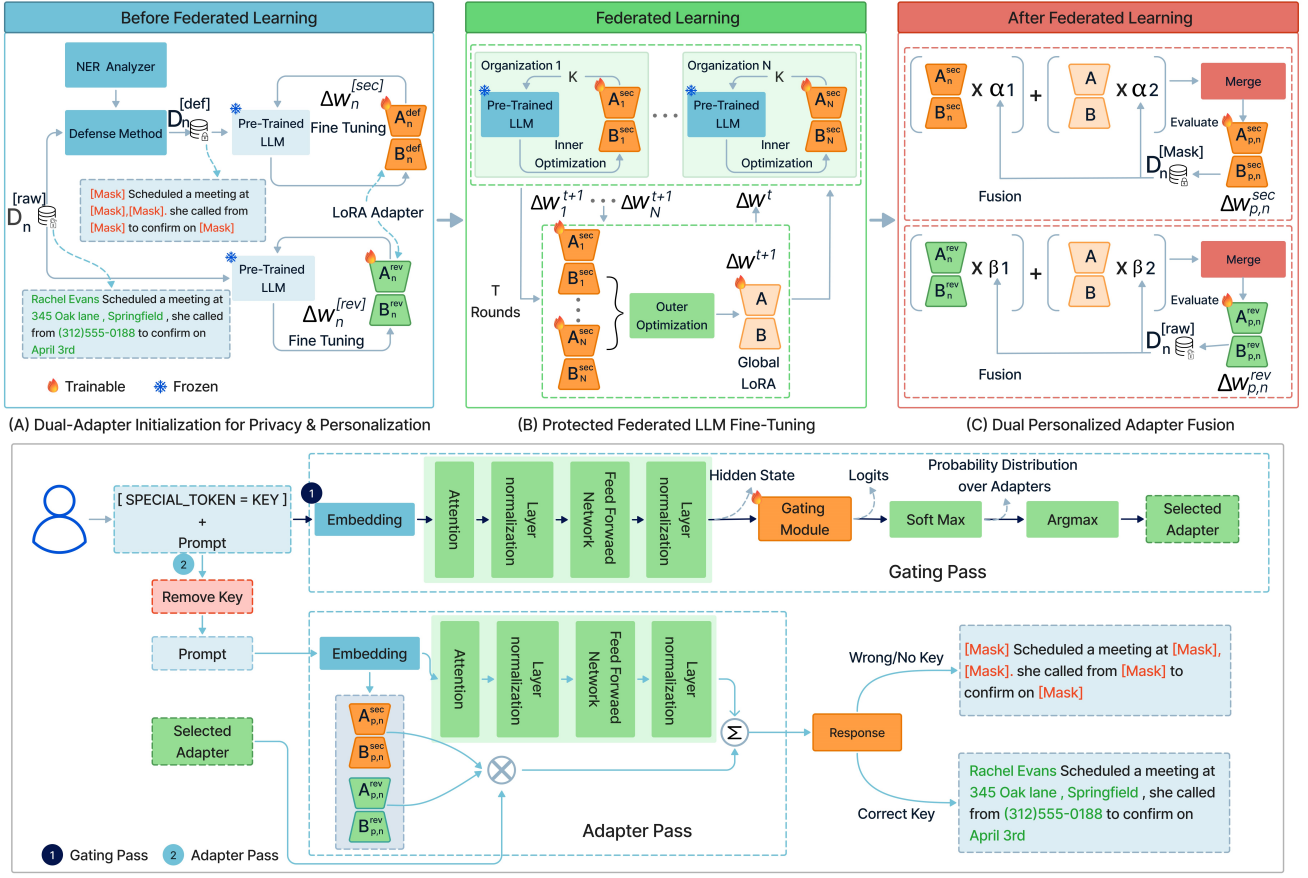 Before Federated Learning
NER Analyzer
Defense Method
D_n^[def]
Pre-Trained
LLM
Δw_n^[sec]
Fine Tuning
A_n^def
B_n^def
[Mask] Scheduled a meeting at
[Mask],[Mask]. she called from
[Mask] to confirm on [Mask]
LoRA Adapter
[raw]
D_n
Pre-Trained
LLM
Δw_n^[rev]
Fine Tuning
A_n^rev
B_n^rev
Rachel Evans Scheduled a meeting at
345 Oak lane , Springfield , she called
from (312)555-0188 to confirm on
April 3rd
Trainable
Frozen
(A) Dual-Adapter Initialization for Privacy & Personalization
Federated Learning
Organization 1
K
Pre-Trained
LLM
A_1^sec
B_1^sec
Inner
Optimization
Organization N
K
Pre-Trained
LLM
A_N^sec
B_N^sec
Inner
Optimization
Δw_1^t+1
Δw_N^t+1
Δw^t
T
Rounds
A_1^sec
B_1^sec
A_N^sec
B_N^sec
Outer
Optimization
Δw^t+1
A
B
Global
LoRA
(B) Protected Federated LLM Fine-Tuning
After Federated Learning
A_n^sec
B_n^sec
x α1
+
A
B
x α2
Merge
Evaluate
A_p,n^sec
B_p,n^sec
D_n^[Mask]
Fusion
Δw_p,n^sec
A_n^rev
B_n^rev
x β1
+
A
B
x β2
Merge
Evaluate
A_p,n^rev
B_p,n^rev
D_n^[raw]
Fusion
Δw_p,n^rev
(C) Dual Personalized Adapter Fusion
[ SPECIAL_TOKEN = KEY ]
+
Prompt
1
Embedding
Attention
Layer
normalization
Feed Forwaed
Network
Layer
normalization
Hidden State
Gating
Module
Logits
Soft Max
Probability Distribution
over Adapters
Argmax
Selected
Adapter
Gating Pass
2
Remove Key
Prompt
Embedding
Attention
Layer
normalization
Feed Forwaed
Network
Layer
normalization
A_p,n^sec
B_p,n^sec
A_p,n^rev
B_p,n^rev
Selected
Adapter
Σ
Adapter Pass
Response
Wrong/No Key
Correct Key
[Mask] Scheduled a meeting at [Mask],
[Mask]. she called from [Mask] to
confirm on [Mask]
Rachel Evans Scheduled a meeting at
345 Oak lane , Springfield , she called
from (312)555-0188 to confirm on
April 3rd
1 Gating Pass
2 Adapter Pass